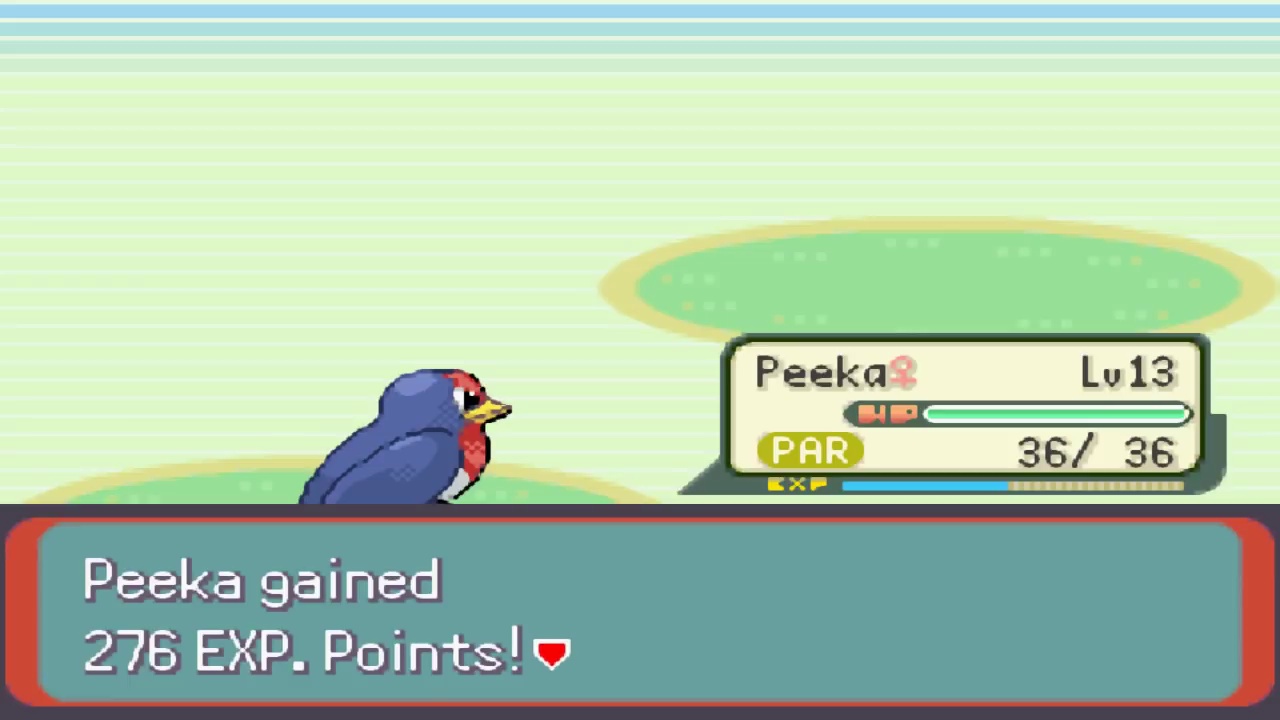 Peeka♀ Lv13
HP
PAR 36/ 36
EXP
Peeka gained
276 EXP. Points!